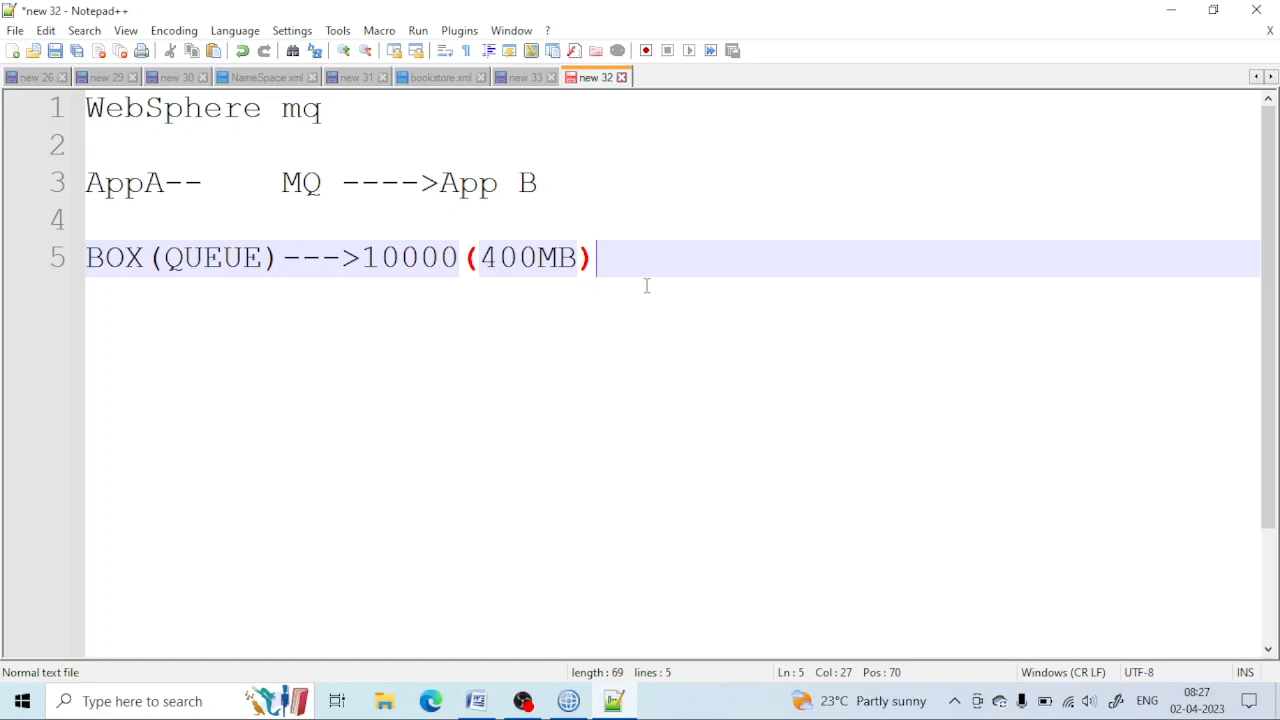 *new 32 - Notepad++
File Edit Search View Encoding Language Settings Tools Macro Run Plugins Window ? X
new 26 new 29 new 30 NameSpace.xml new 31 bookstore.xml new 33 new 32
1 WebSphere mq
2
3 AppA-- MQ ---->App B
4
5 BOX(QUEUE)--->10000(400MB)
Normal text file length : 69 lines : 5 Ln : 5 Col : 27 Pos : 70 Windows (CR LF) UTF-8 INS
Type here to search 23°C Partly sunny ENG 08:27
02-04-2023